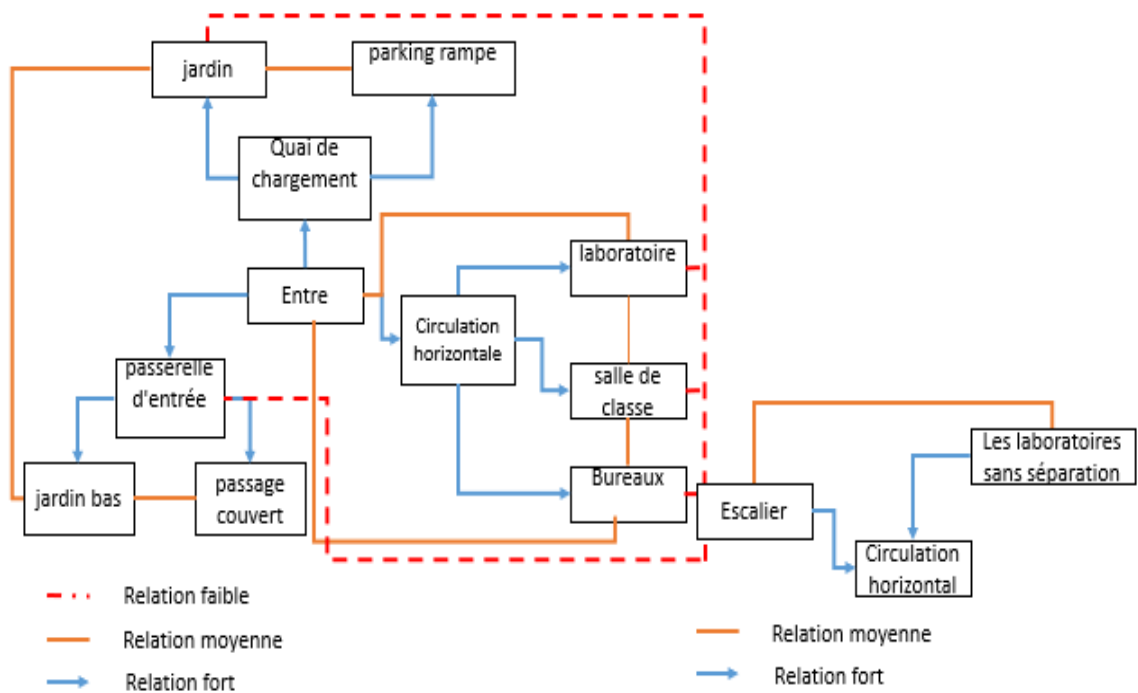 jardin
parking rampe
Quai de
chargement
laboratoire
Entre
Circulation
horizontale
passerelle
d'entrée
salle de
classe
Les laboratoires
sans séparation
jardin bas
passage
couvert
Bureaux
Escalier
Circulation
horizontal
Relation faible
Relation moyenne
Relation fort
Relation moyenne
Relation fort